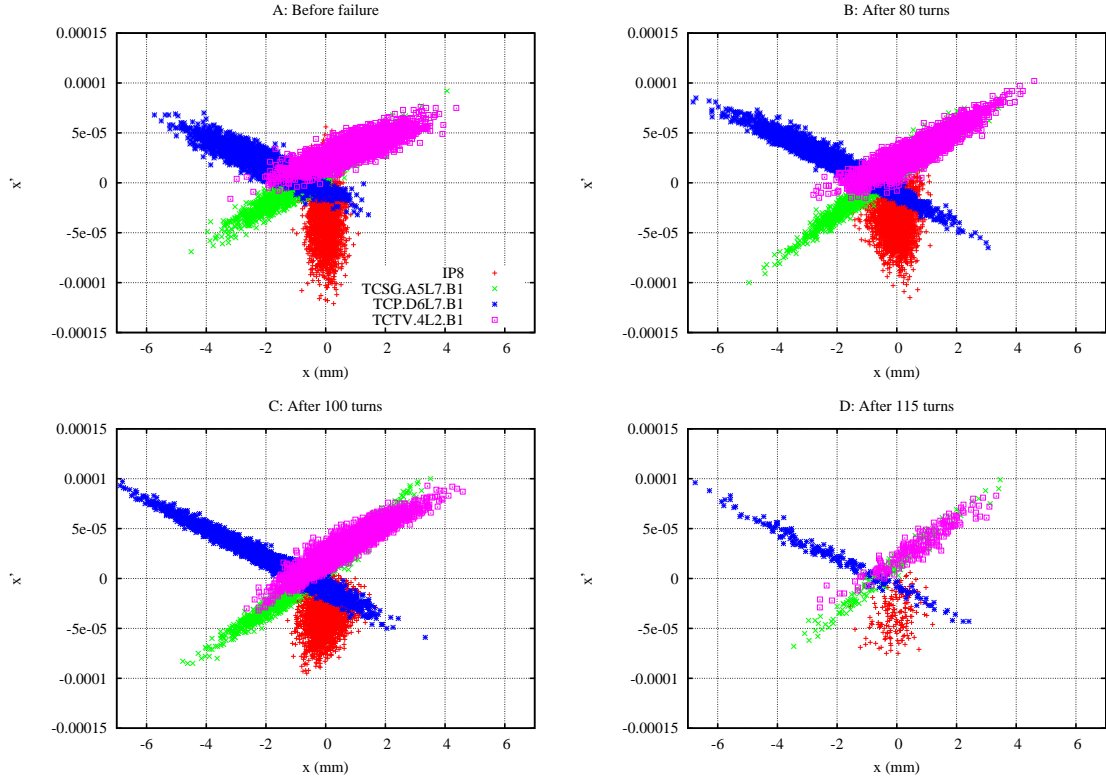 A: Before failure
0.00015
0.0001
5e-05
0
-5e-05
-0.0001
-0.00015
x'
-6 -4 -2 0 2 4 6
x (mm)
IP8
TCSG.A5L7.B1
TCP.D6L7.B1
TCTV.4L2.B1
B: After 80 turns
0.00015
0.0001
5e-05
0
-5e-05
-0.0001
-0.00015
x'
-6 -4 -2 0 2 4 6
x (mm)
C: After 100 turns
0.00015
0.0001
5e-05
0
-5e-05
-0.0001
-0.00015
x'
-6 -4 -2 0 2 4 6
x (mm)
D: After 115 turns
0.00015
0.0001
5e-05
0
-5e-05
-0.0001
-0.00015
x'
-6 -4 -2 0 2 4 6
x (mm)